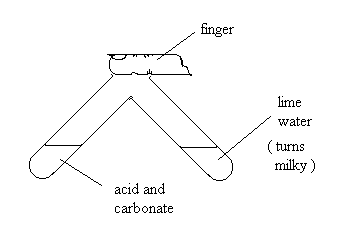 finger
lime
water
( turns
milky )
acid and
carbonate